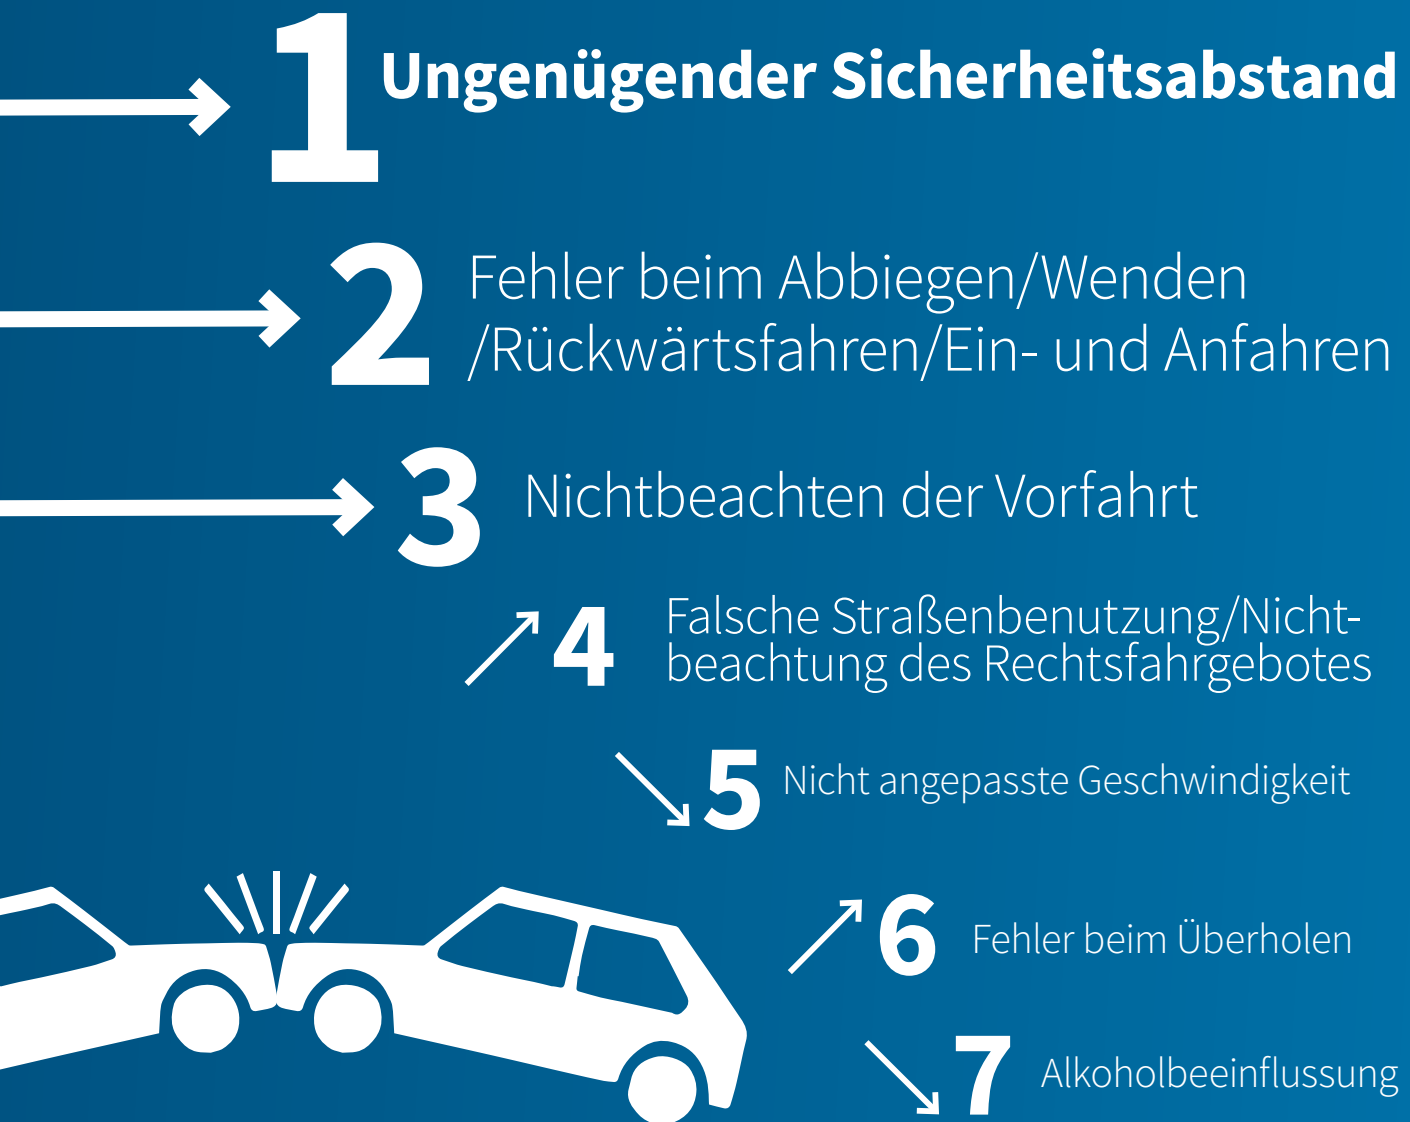 1 Ungenügender Sicherheitsabstand
2 Fehler beim Abbiegen/Wenden
/Rückwärtsfahren/Ein- und Anfahren
3 Nichtbeachten der Vorfahrt
4 Falsche Straßenbenutzung/Nicht-
beachtung des Rechtsfahrgebotes
5 Nicht angepasste Geschwindigkeit
6 Fehler beim Überholen
7 Alkoholbeeinflussung